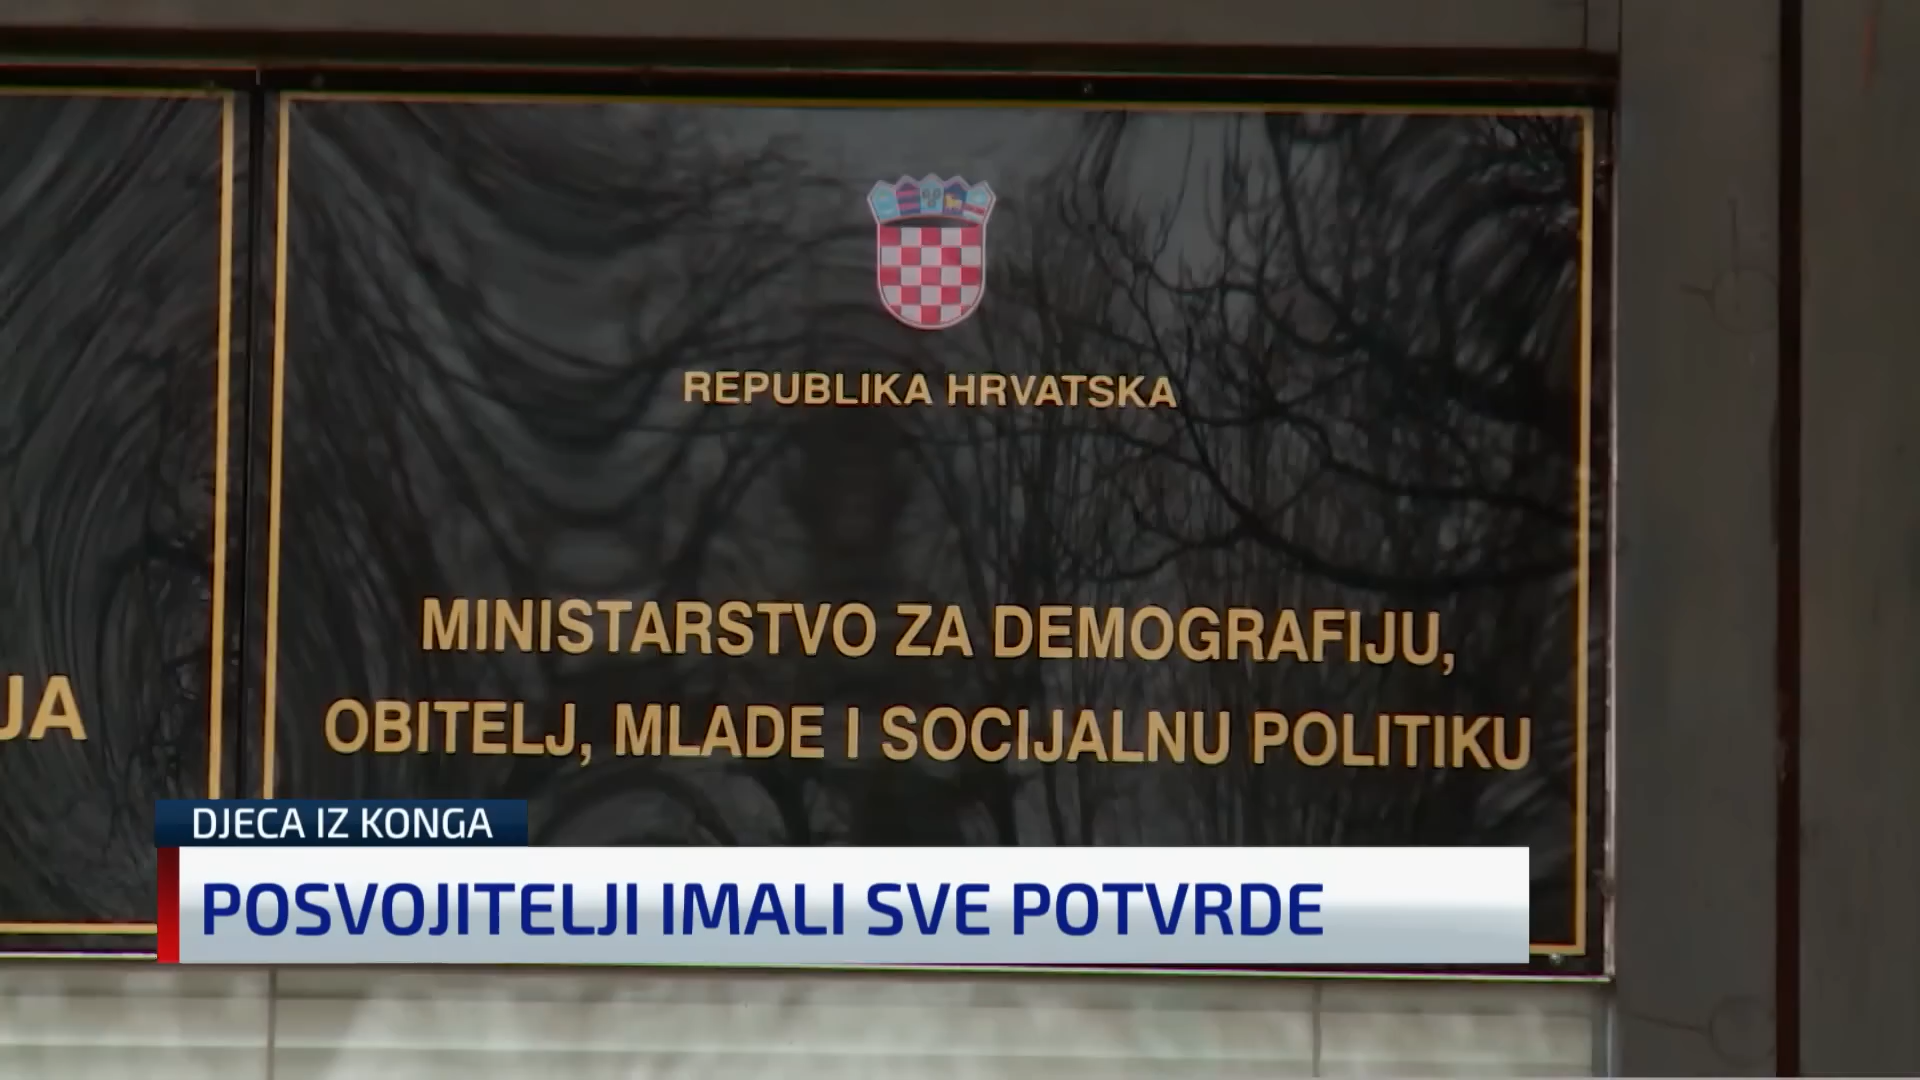 REPUBLIKA HRVATSKA
MINISTARSTVO ZA DEMOGRAFIJU,
OBITELJ, MLADE I SOCIJALNU POLITIKU
JA
DJECA IZ KONGA
POSVOJITELJI IMALI SVE POTVRDE